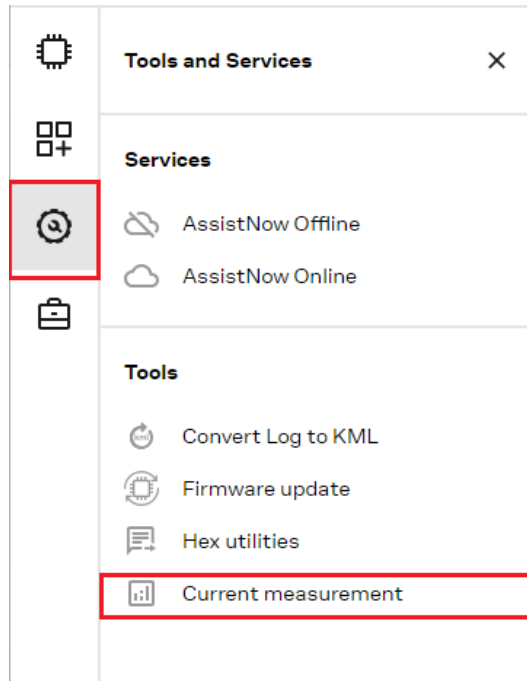 Tools and Services
Services
AssistNow Offline
AssistNow Online
Tools
Convert Log to KML
Firmware update
Hex utilities
Current measurement